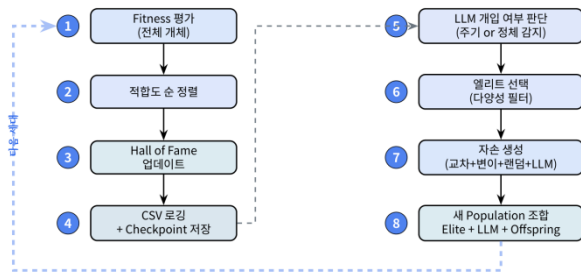 1
Fitness 평가
(전체 개체)
2
적합도 순 정렬
3
Hall of Fame
업데이트
4
CSV 로깅
+ Checkpoint 저장
5
LLM 개입 여부 판단
(주기 or 정체 감지)
6
엘리트 선택
(다양성 필터)
7
자손 생성
(교차+변이+랜덤+LLM)
8
새 Population 조합
Elite + LLM + Offspring
다음 세대